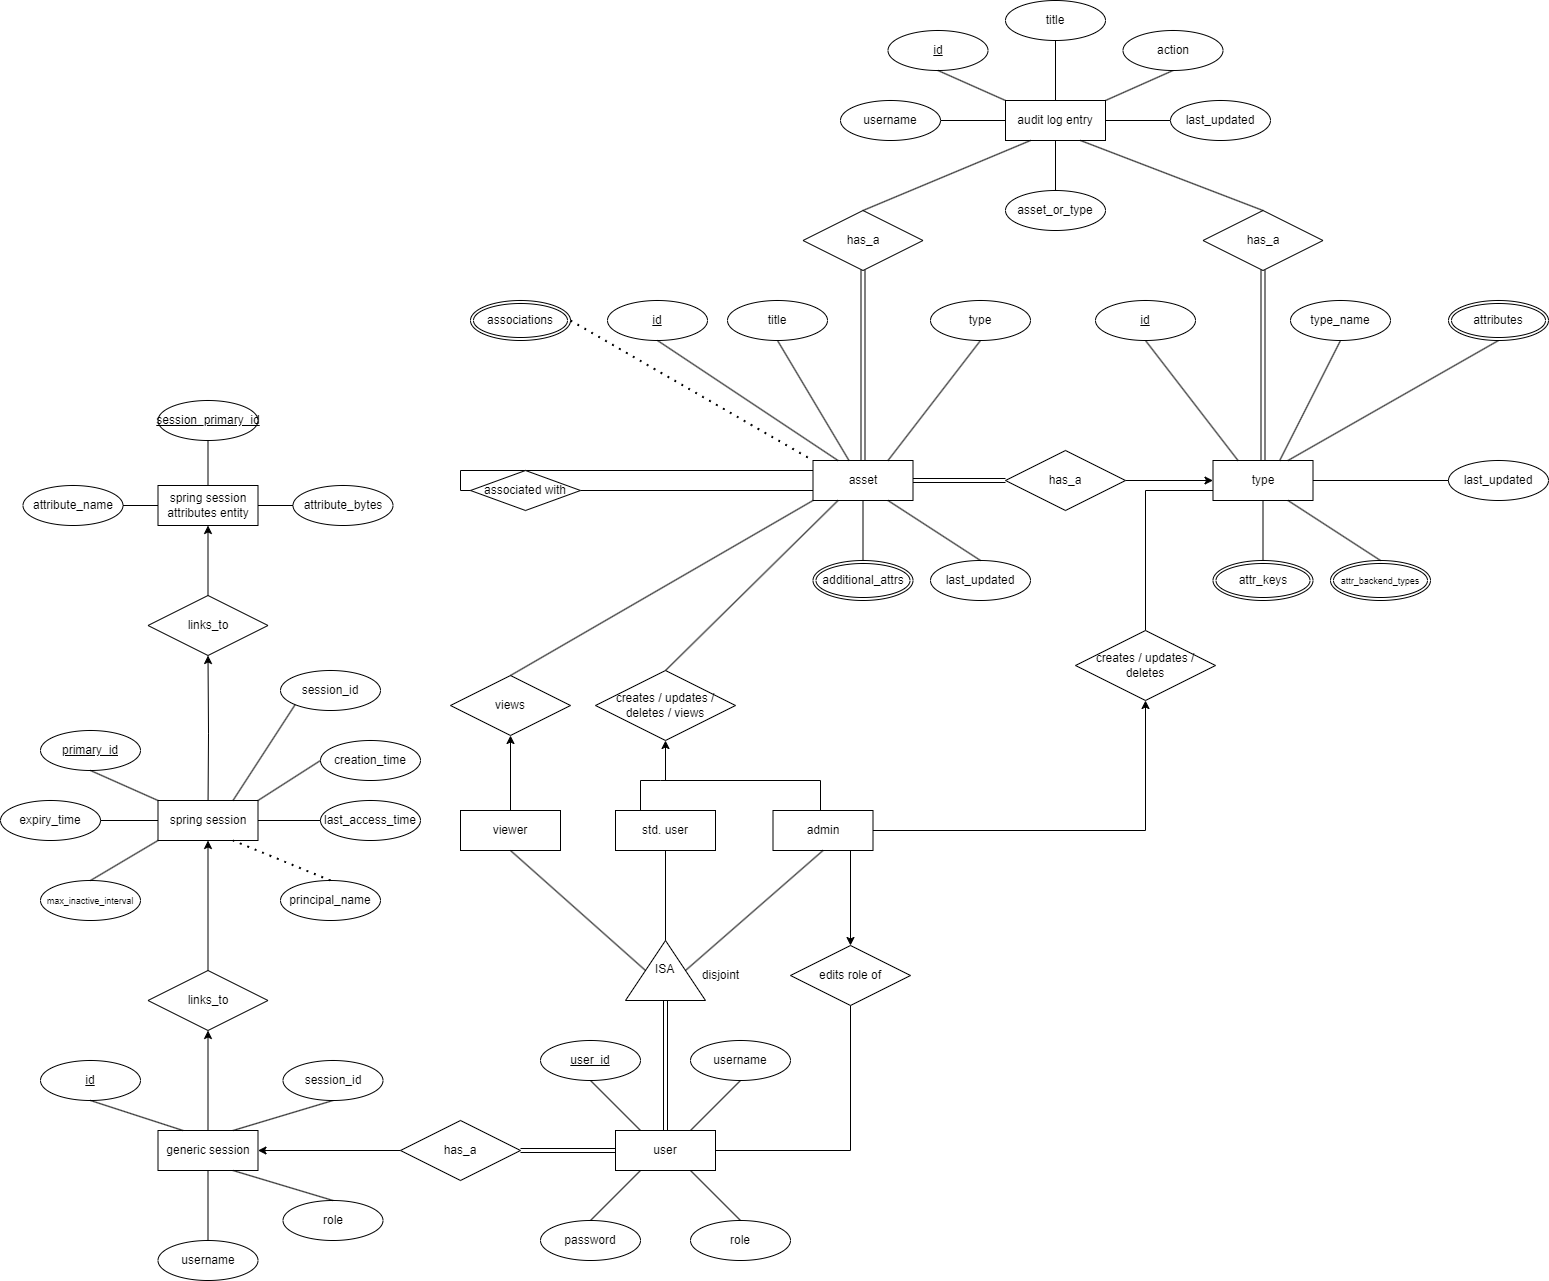 title
id
action
username
audit log entry
last_updated
asset_or_type
has_a
has_a
associations
id
title
type
id
type_name
attributes
session_primary_id
attribute_name
spring session
attributes entity
attribute_bytes
associated with
asset
has_a
type
last_updated
additional_attrs
last_updated
attr_keys
attr_backend_types
links_to
creates / updates /
deletes
session_id
views
creates / updates /
deletes / views
primary_id
creation_time
expiry_time
spring session
last_access_time
viewer
std. user
admin
max_inactive_interval
principal_name
ISA
disjoint
edits role of
links_to
id
session_id
user_id
username
generic session
has_a
user
role
username
password
role